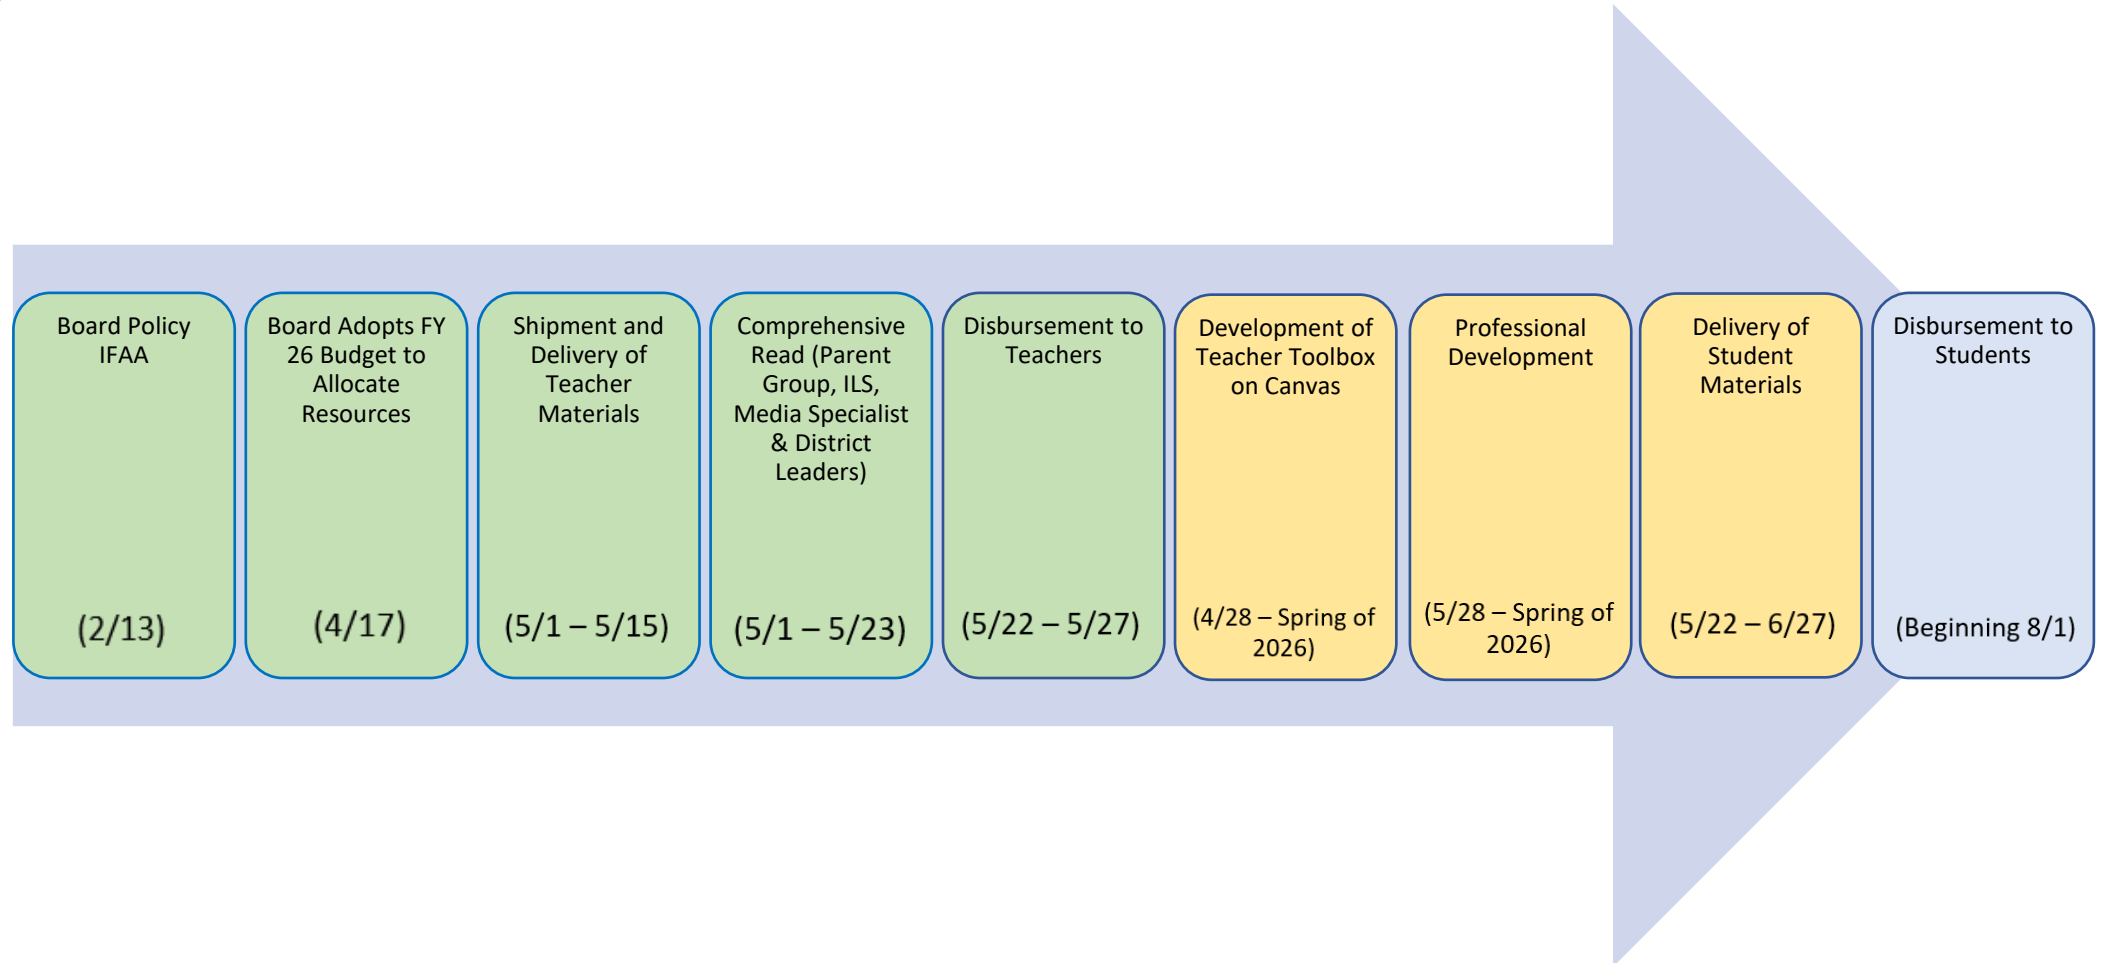 Board Policy
IFAA
(2/13)
Board Adopts FY
26 Budget to
Allocate
Resources
(4/17)
Shipment and
Delivery of
Teacher
Materials
(5/1 – 5/15)
Comprehensive
Read (Parent
Group, ILS,
Media Specialist
& District
Leaders)
(5/1 – 5/23)
Disbursement to
Teachers
(5/22 – 5/27)
Development of
Teacher Toolbox
on Canvas
(4/28 – Spring of
2026)
Professional
Development
(5/28 – Spring of
2026)
Delivery of
Student
Materials
(5/22 – 6/27)
Disbursement to
Students
(Beginning 8/1)